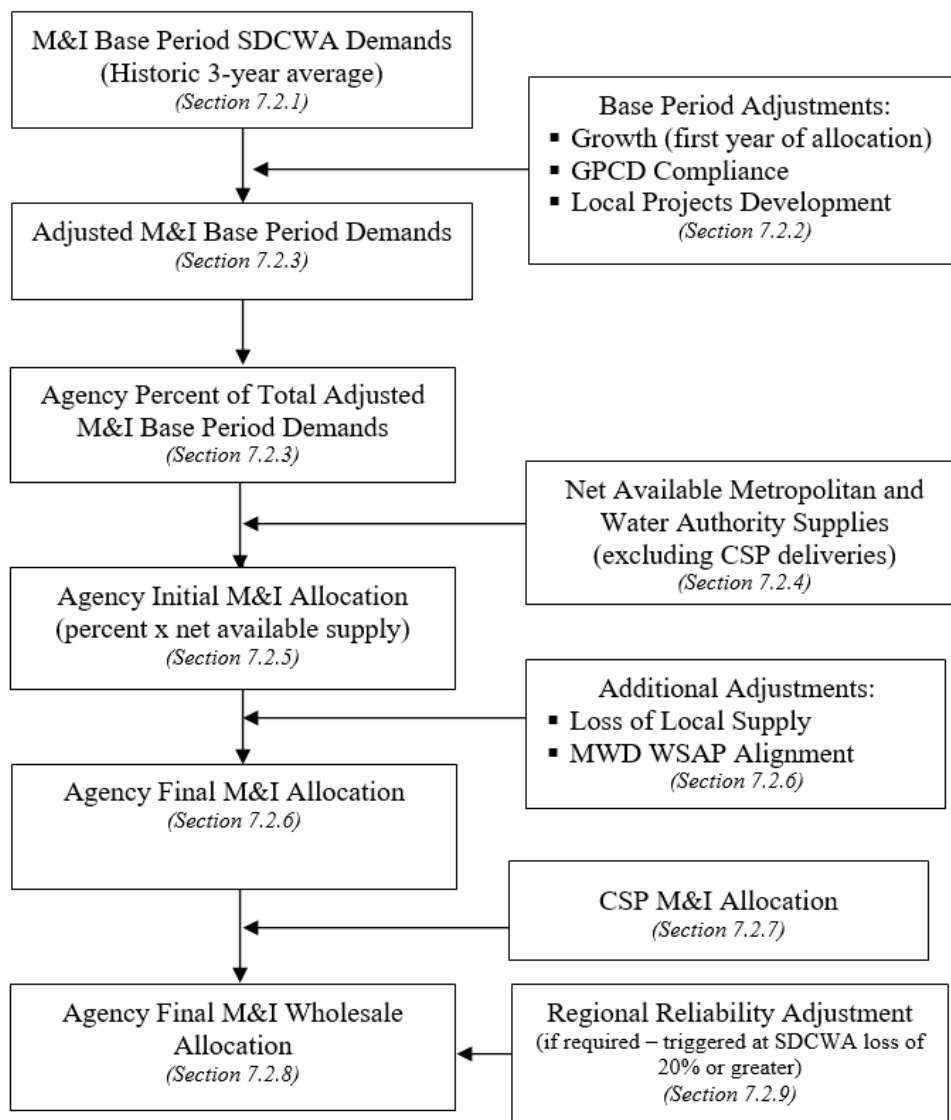 M&I Base Period SDCWA Demands
(Historic 3-year average)
(Section 7.2.1)
Base Period Adjustments:
▪ Growth (first year of allocation)
▪ GPCD Compliance
▪ Local Projects Development
(Section 7.2.2)
Adjusted M&I Base Period Demands
(Section 7.2.3)
Agency Percent of Total Adjusted
M&I Base Period Demands
(Section 7.2.3)
Net Available Metropolitan and
Water Authority Supplies
(excluding CSP deliveries)
(Section 7.2.4)
Agency Initial M&I Allocation
(percent x net available supply)
(Section 7.2.5)
Additional Adjustments:
▪ Loss of Local Supply
▪ MWD WSAP Alignment
(Section 7.2.6)
Agency Final M&I Allocation
(Section 7.2.6)
CSP M&I Allocation
(Section 7.2.7)
Agency Final M&I Wholesale
Allocation
(Section 7.2.8)
Regional Reliability Adjustment
(if required – triggered at SDCWA loss of
20% or greater)
(Section 7.2.9)